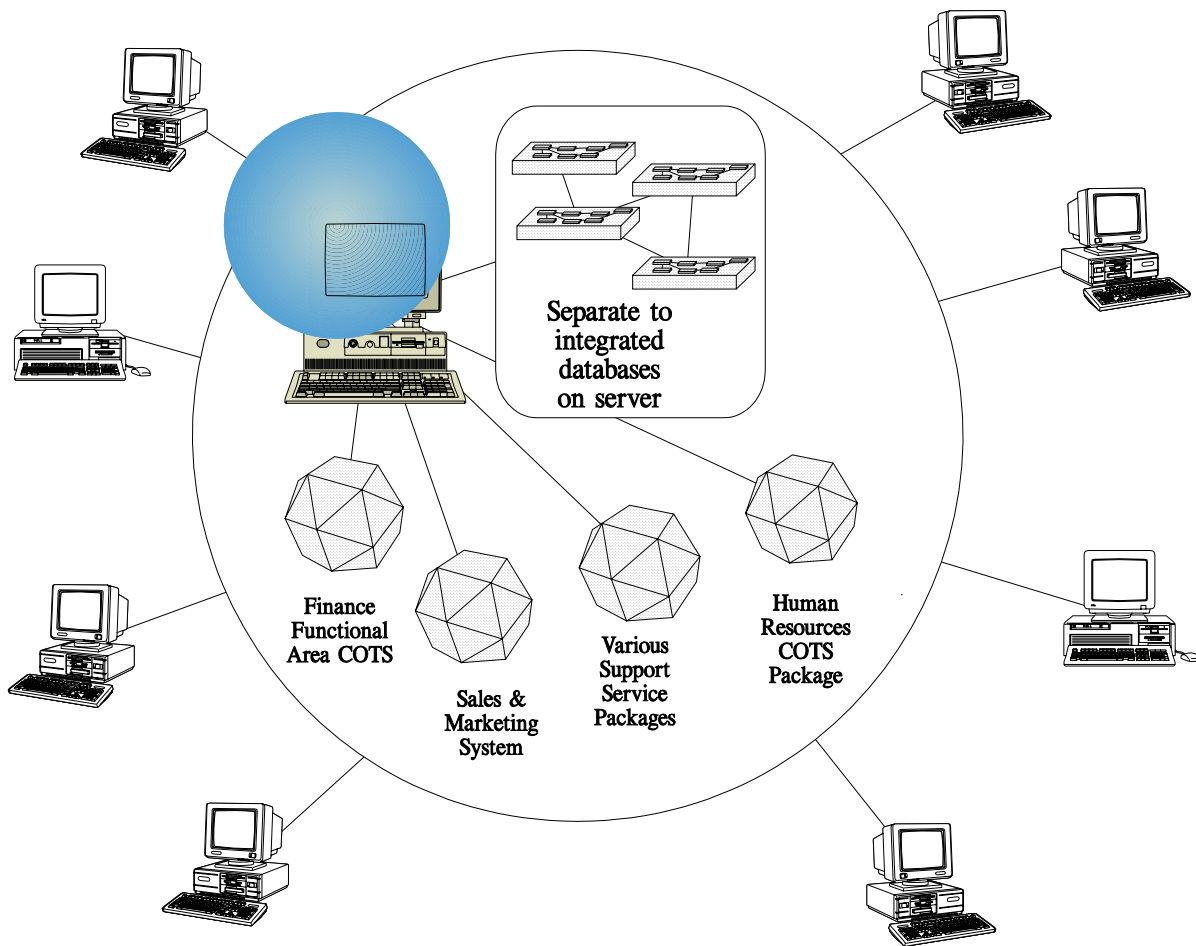 Separate to
integrated
databases
on server
Finance
Functional
Area COTS
Sales &
Marketing
System
Various
Support
Service
Packages
Human
Resources
COTS
Package